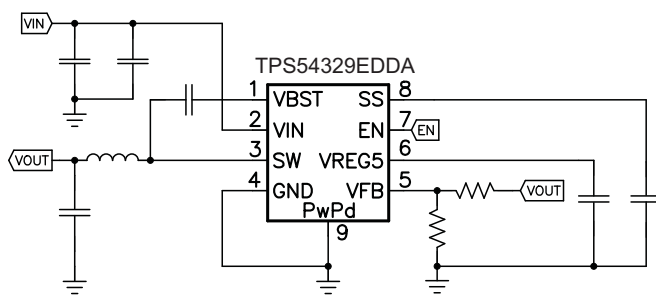 VIN
TPS54329EDDA
1 VBST SS 8
2 VIN EN 7 EN
VOUT 3 SW VREG5 6
4 GND VFB 5 VOUT
PwPd
9